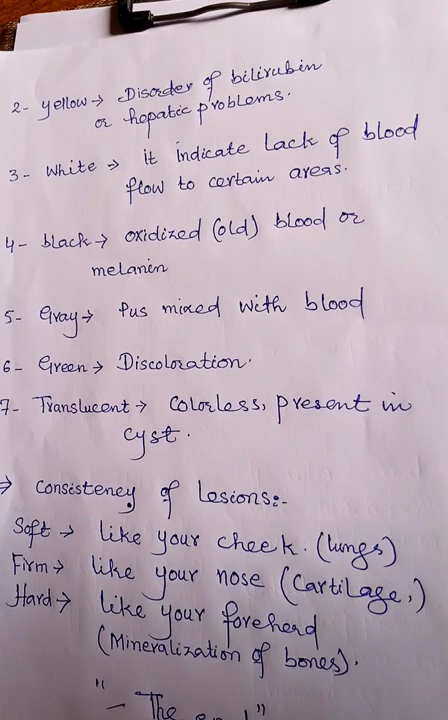 2- yellow → Disorder of bilirubin
or hepatic problems.
3- White → it indicate Lack of blood
flow to certain areas.
4- black → oxidized (old) blood or
melanin
5- Gray → Pus mixed with blood
6- Green → Discoloration.
7- Translucent → Colorless, present in
cyst.
→ Consistency of Lesions:-
Soft → like your cheek. (lungs)
Firm → like your nose (Cartilage,)
Hard → like your forehead
(Mineralization of bones).
"- The end"